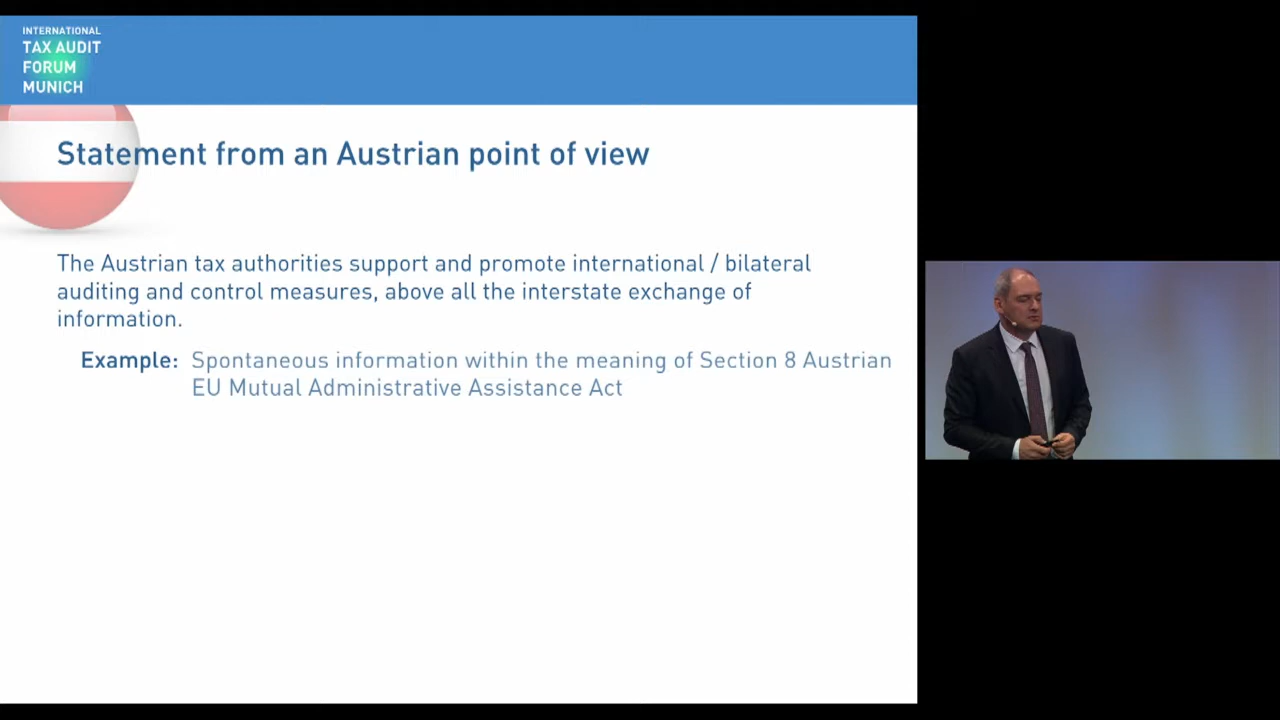 INTERNATIONAL
TAX AUDIT
FORUM
MUNICH
Statement from an Austrian point of view
The Austrian tax authorities support and promote international / bilateral
auditing and control measures, above all the interstate exchange of
information.
Example: Spontaneous information within the meaning of Section 8 Austrian
EU Mutual Administrative Assistance Act